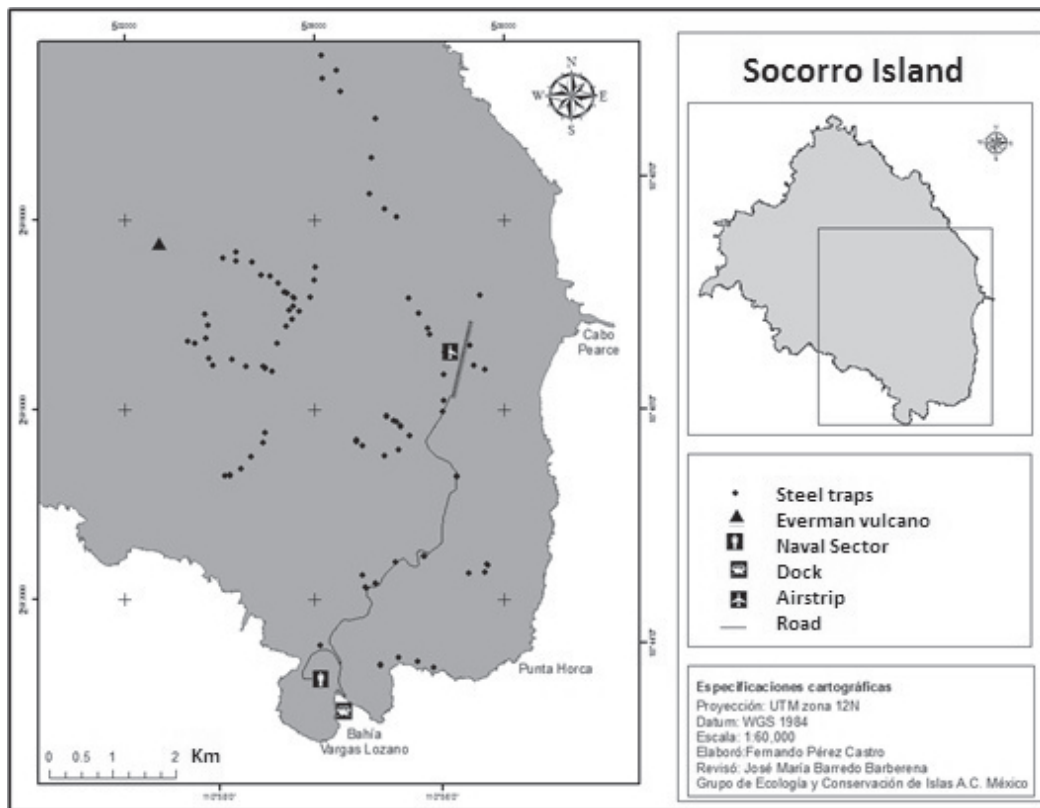 Socorro Island
N
W
E
S
Cabo
Pearce
Punta Horca
Bahía
Vargas Lozano
0 0.5 1 2 Km
Steel traps
Everman vulcano
Naval Sector
Dock
Airstrip
Road
Especificaciones cartográficas
Proyección: UTM zona 12N
Datum: WGS 1984
Escala: 1:60,000
Elaboró:Fernando Pérez Castro
Revisó: José María Barredo Barberena
Grupo de Ecología y Conservación de Islas A.C. México